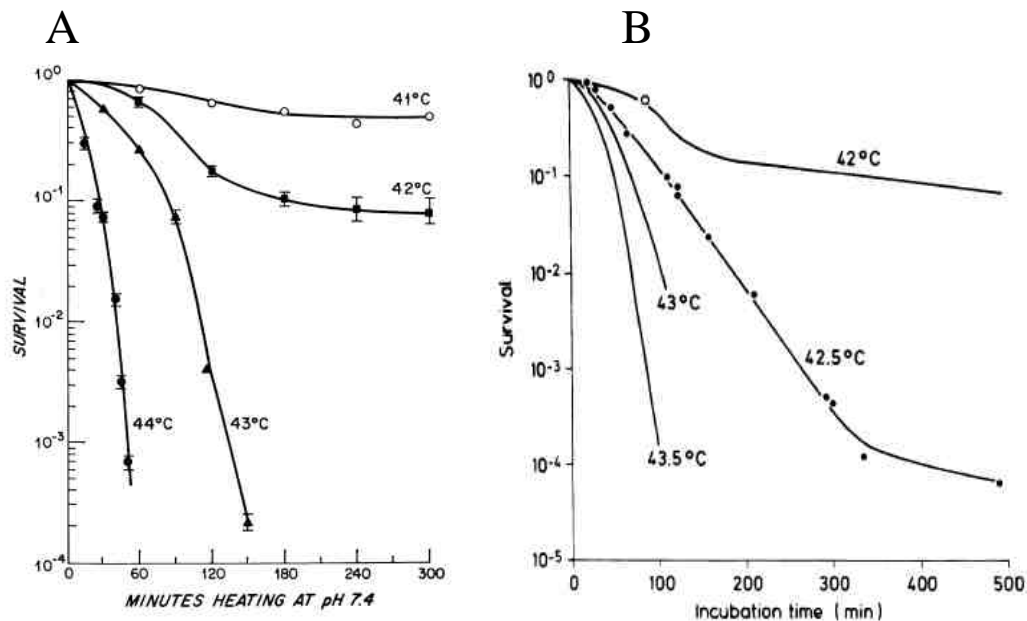 A
B
10⁰
10⁻¹
10⁻²
10⁻³
10⁻⁴
SURVIVAL
41°C
42°C
43°C
44°C
0 60 120 180 240 300
MINUTES HEATING AT pH 7.4
10⁰
10⁻¹
10⁻²
10⁻³
10⁻⁴
10⁻⁵
Survival
42°C
43°C
42.5°C
43.5°C
0 100 200 300 400 500
Incubation time (min)